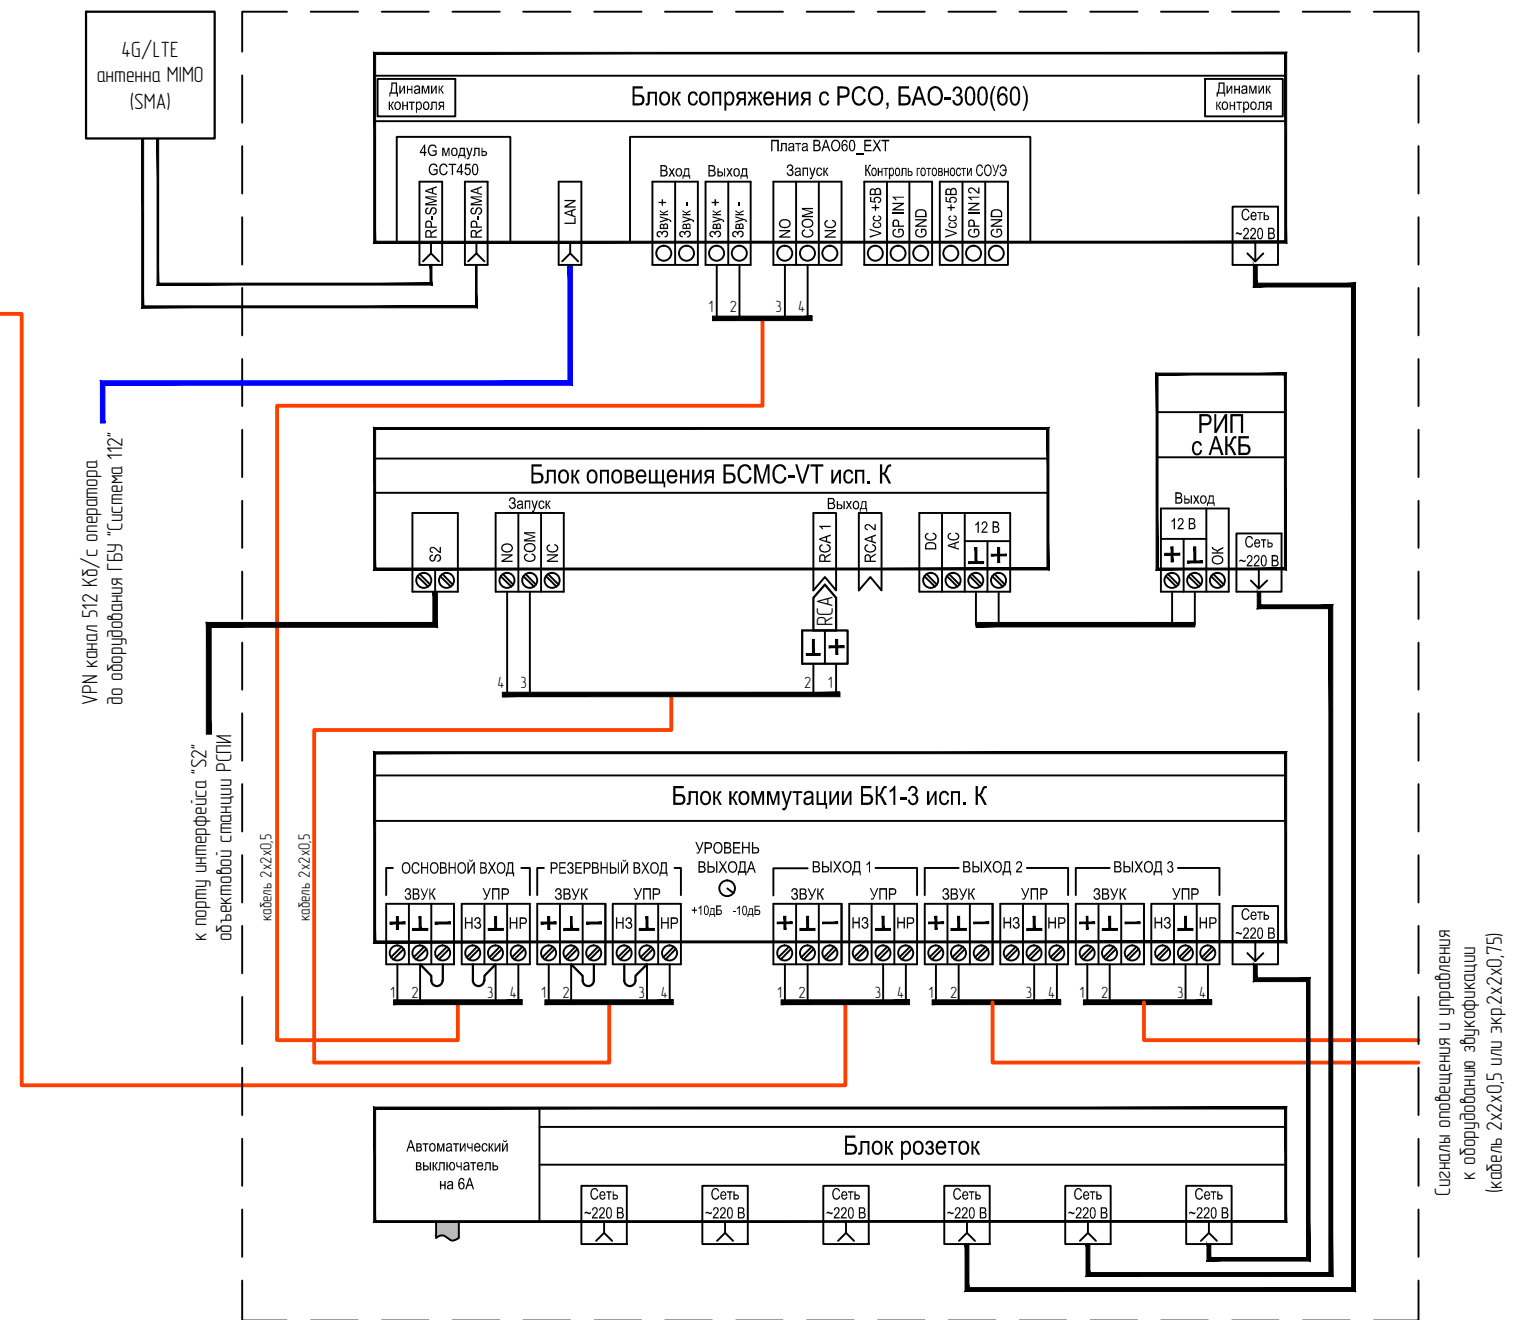 4G/LTE
антенна MIMO
(SMA)
Динамик
контроля
Блок сопряжения с РСО, БАО-300(60)
Динамик
контроля
4G модуль
GCT450
RP-SMA
RP-SMA
LAN
Плата BAO60_EXT
Вход
Выход
Запуск
Контроль готовности СОУЭ
Звук +
Звук -
Звук +
Звук -
NO
COM
NC
Vcc +5В
GP IN1
GND
Vcc +5В
GP IN12
GND
Сеть
~220 В
1 2 3 4
VPN канал 512 Кб/с оператора
до оборудования ГБУ "Система 112"
Блок оповещения БСМС-VT исп. К
S2
Запуск
NO
COM
NC
Выход
RCA 1
RCA 2
DC
AC
12 В
⊥ +
RCA
⊥ +
4 3 2 1
РИП
с АКБ
Выход
12 В
+ ⊥
ОК
Сеть
~220 В
к порту интерфейса "S2"
объектовой станции РСПИ
кабель 2х2х0,5
кабель 2х2х0,5
Блок коммутации БК1-3 исп. К
ОСНОВНОЙ ВХОД
ЗВУК УПР
+ ⊥ – НЗ ⊥ НР
1 2 3 4
РЕЗЕРВНЫЙ ВХОД
ЗВУК УПР
+ ⊥ – НЗ ⊥ НР
1 2 3 4
УРОВЕНЬ
ВЫХОДА
+10дБ -10дБ
ВЫХОД 1
ЗВУК УПР
+ ⊥ – НЗ ⊥ НР
1 2 3 4
ВЫХОД 2
ЗВУК УПР
+ ⊥ – НЗ ⊥ НР
1 2 3 4
ВЫХОД 3
ЗВУК УПР
+ ⊥ – НЗ ⊥ НР
1 2 3 4
Сеть
~220 В
Сигналы оповещения и управления
к оборудованию звукофикации
(кабель 2х2х0,5 или экр.2х2х0,75)
Автоматический
выключатель
на 6А
Блок розеток
Сеть
~220 В
Сеть
~220 В
Сеть
~220 В
Сеть
~220 В
Сеть
~220 В
Сеть
~220 В